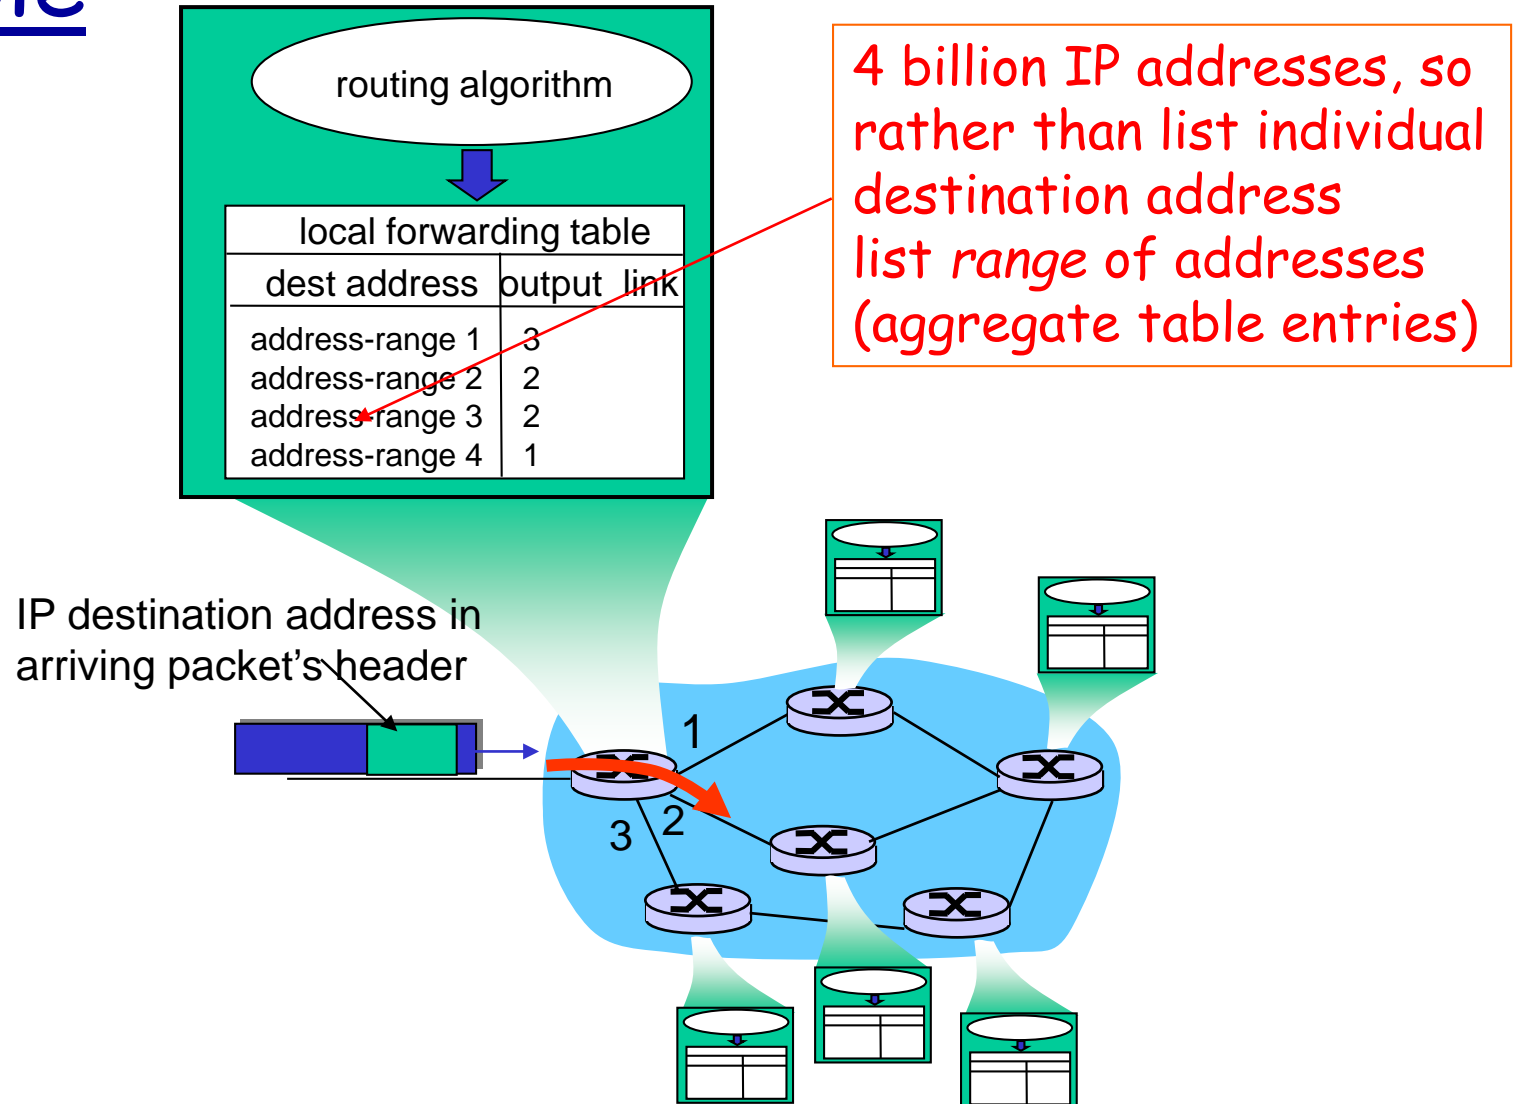 routing algorithm
local forwarding table
dest address output link
address-range 1 3
address-range 2 2
address-range 3 2
address-range 4 1
4 billion IP addresses, so
rather than list individual
destination address
list range of addresses
(aggregate table entries)
IP destination address in
arriving packet's header
1
2
3